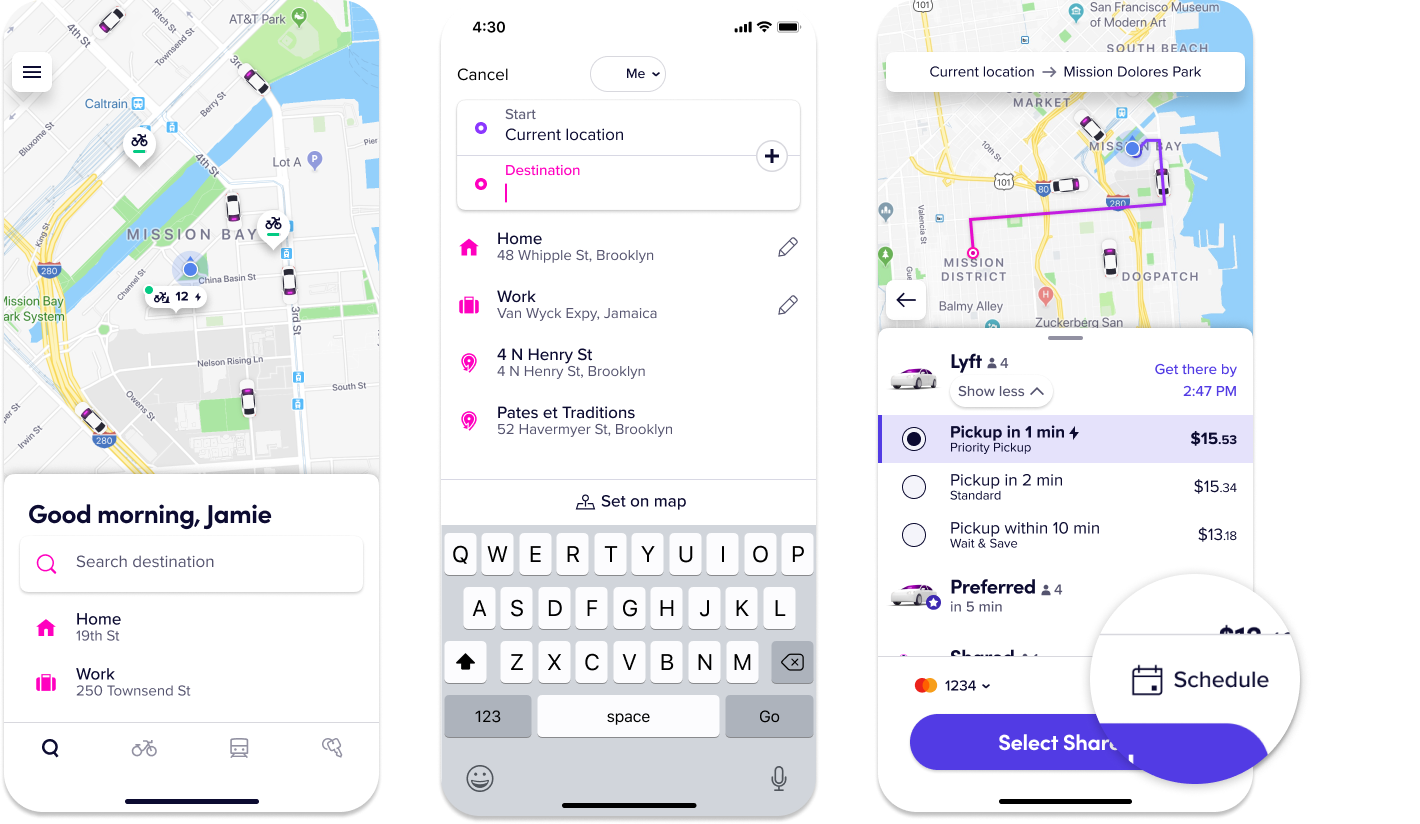 AT&T Park
4th St
Ritch St
Townsend St
3rd
Caltrain
Berry St
Bluxome St
4th St
Pier
Lot A
P
King St
MISSION BAY
280
Channel St
China Basin St
12
Mission Bay
ark System
3rd St
Nelson Rising Ln
South St
Owens St
Irwin St
280
Good morning, Jamie
Search destination
Home
19th St
Work
250 Townsend St
4:30
Cancel
Me
Start
Current location
Destination
Home
48 Whipple St, Brooklyn
Work
Van Wyck Expy, Jamaica
4 N Henry St
4 N Henry St, Brooklyn
Pates et Traditions
52 Havermyer St, Brooklyn
Set on map
Q W E R T Y U I O P
A S D F G H J K L
Z X C V B N M
123 space Go
101
San Francisco Museum
of Modern Art
SOUTH BEACH
Current location → Mission Dolores Park
MARKET
MISSION BAY
10th St
101
80
280
Valencia St
MISSION
DISTRICT
DOGPATCH
Gue
H
Balmy Alley
Zuckerberg San
Lyft 4
Show less
Get there by
2:47 PM
Pickup in 1 min $15.53
Priority Pickup
Pickup in 2 min $15.34
Standard
Pickup within 10 min $13.18
Wait & Save
Preferred 4
in 5 min
Shared
Schedule
1234
Select Share